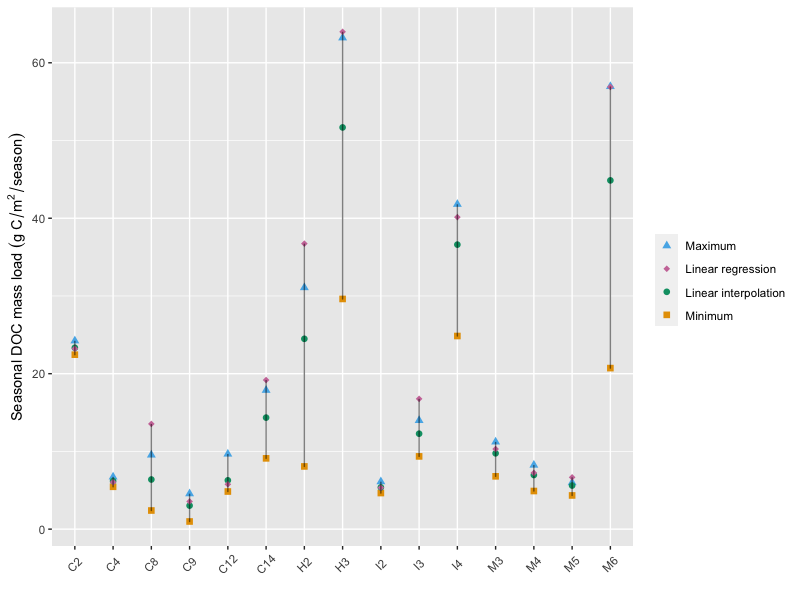 Seasonal DOC mass load (g C/m²/season)
60
40
20
0
C2 C4 C8 C9 C12 C14 H2 H3 I2 I3 I4 M3 M4 M5 M6
Maximum
Linear regression
Linear interpolation
Minimum